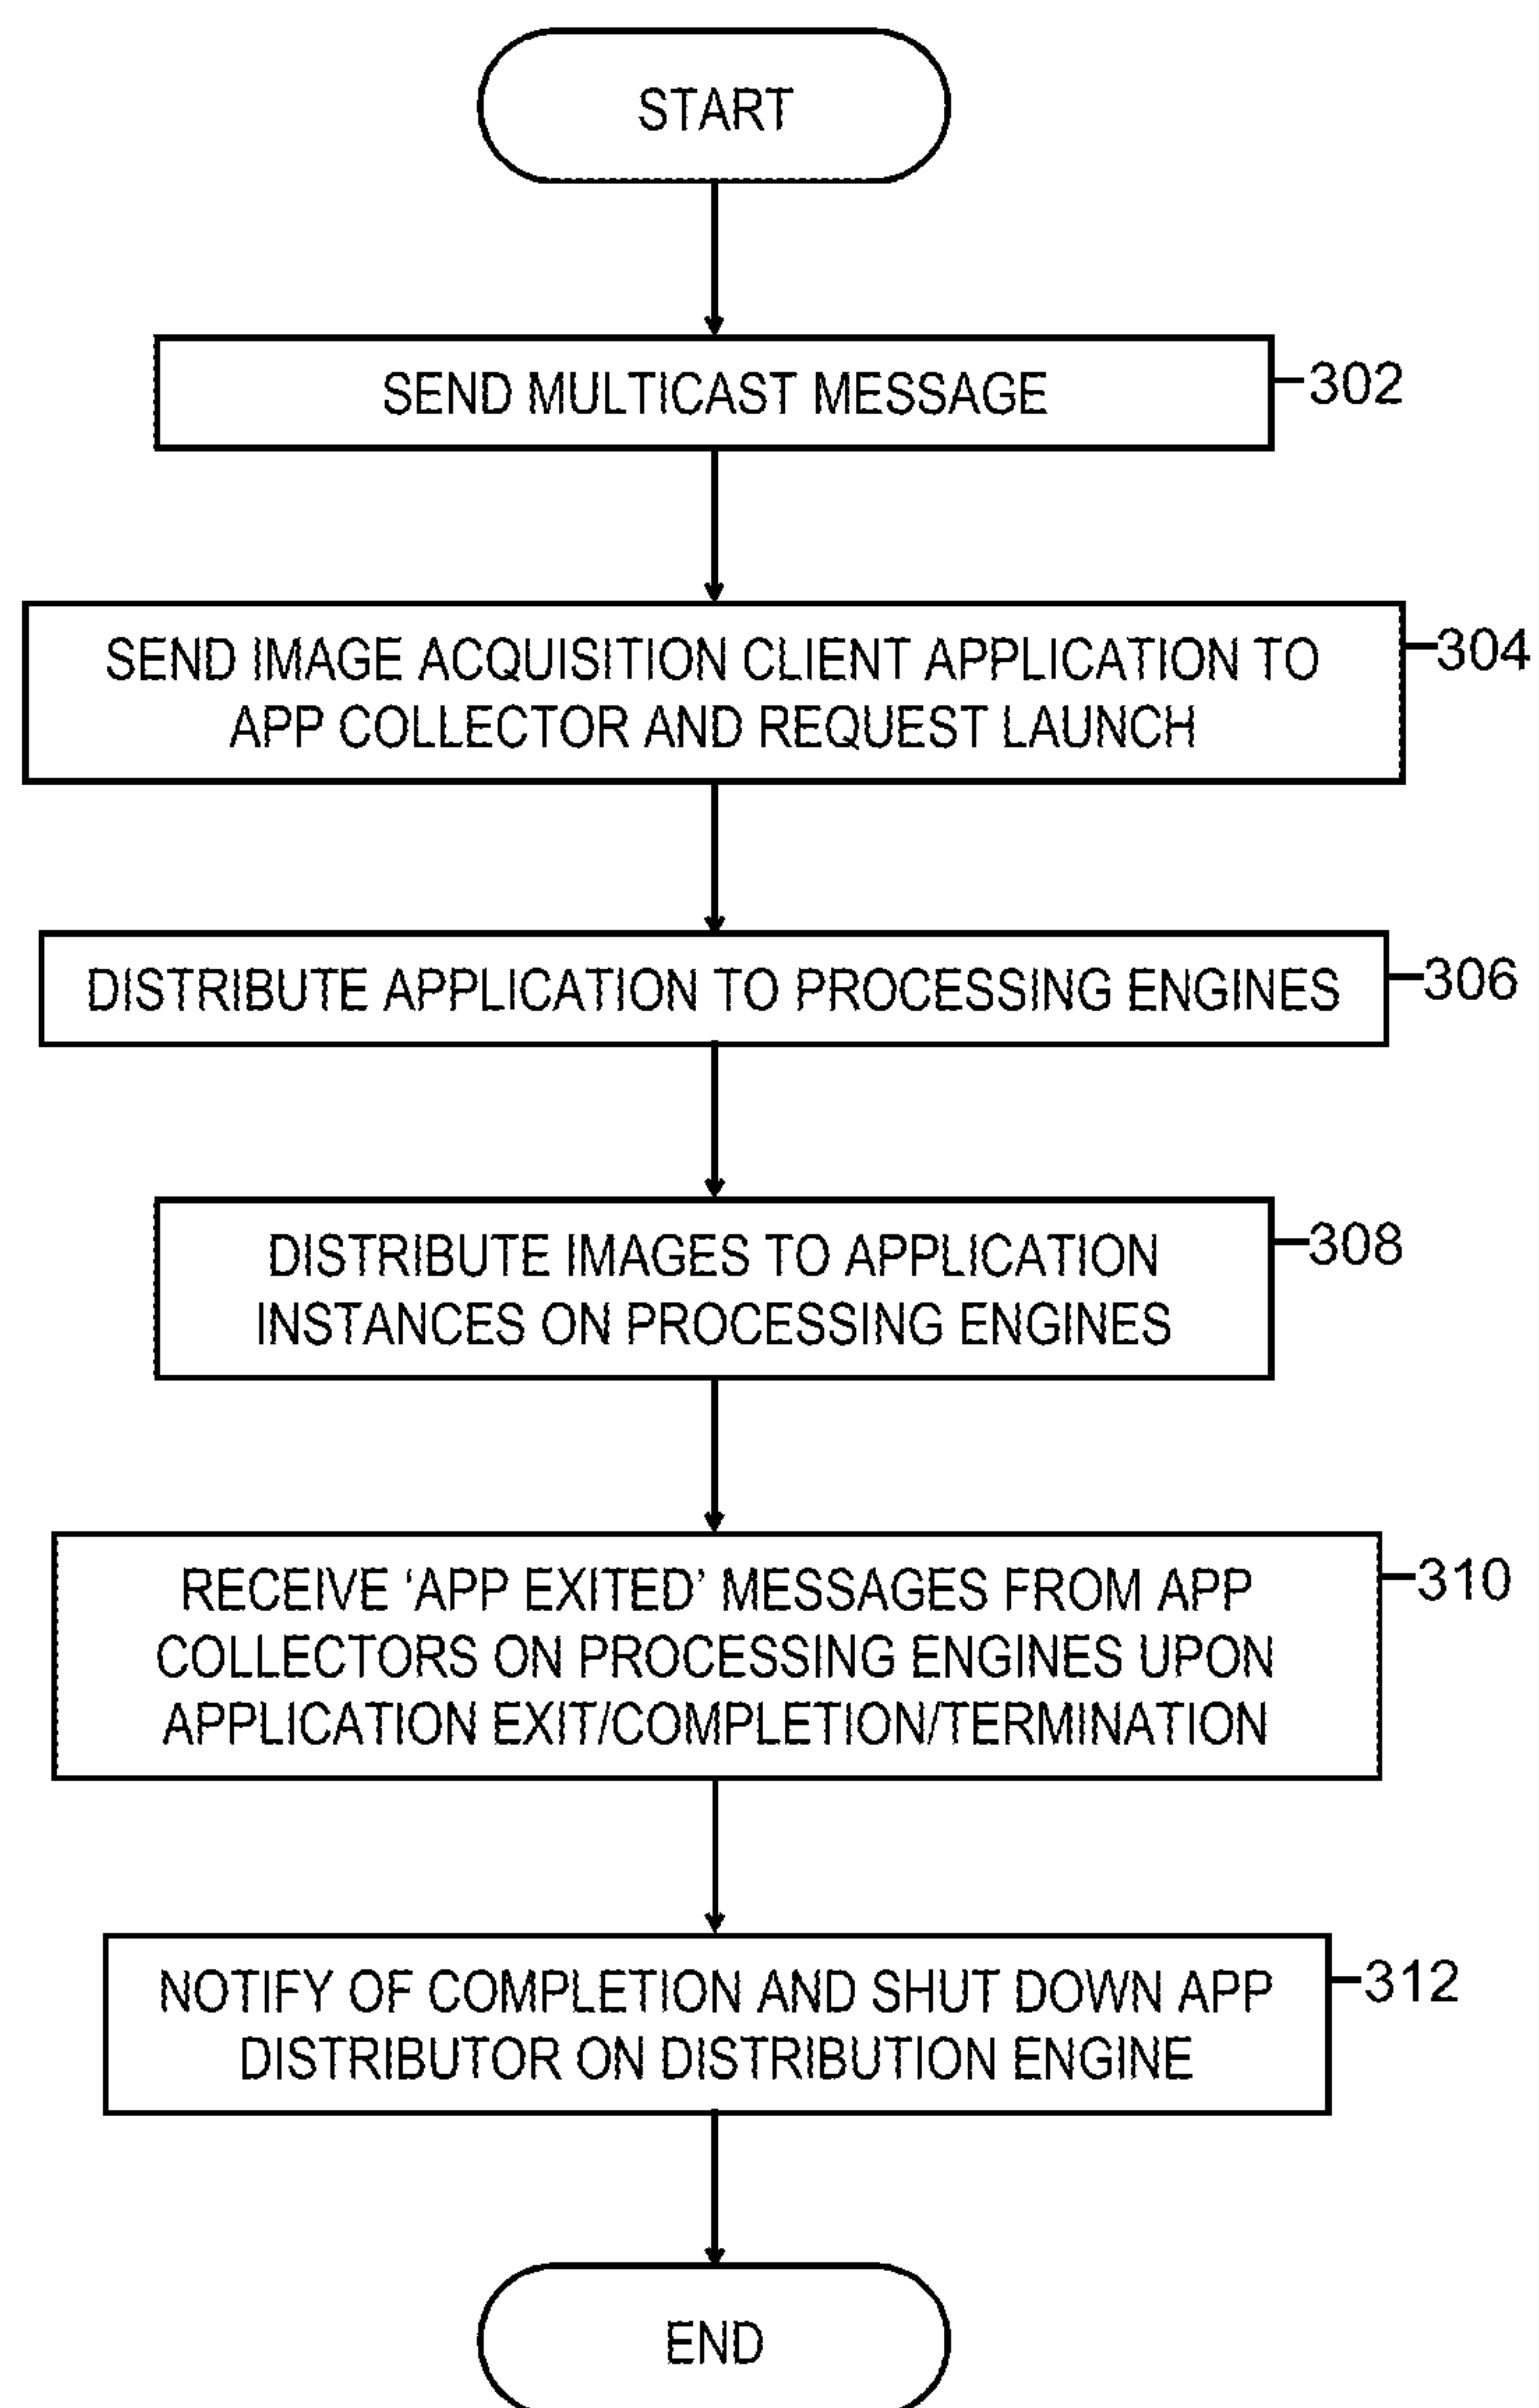 START
SEND MULTICAST MESSAGE
302
SEND IMAGE ACQUISITION CLIENT APPLICATION TO
APP COLLECTOR AND REQUEST LAUNCH
304
DISTRIBUTE APPLICATION TO PROCESSING ENGINES
306
DISTRIBUTE IMAGES TO APPLICATION
INSTANCES ON PROCESSING ENGINES
308
RECEIVE ‘APP EXITED’ MESSAGES FROM APP
COLLECTORS ON PROCESSING ENGINES UPON
APPLICATION EXIT/COMPLETION/TERMINATION
310
NOTIFY OF COMPLETION AND SHUT DOWN APP
DISTRIBUTOR ON DISTRIBUTION ENGINE
312
END